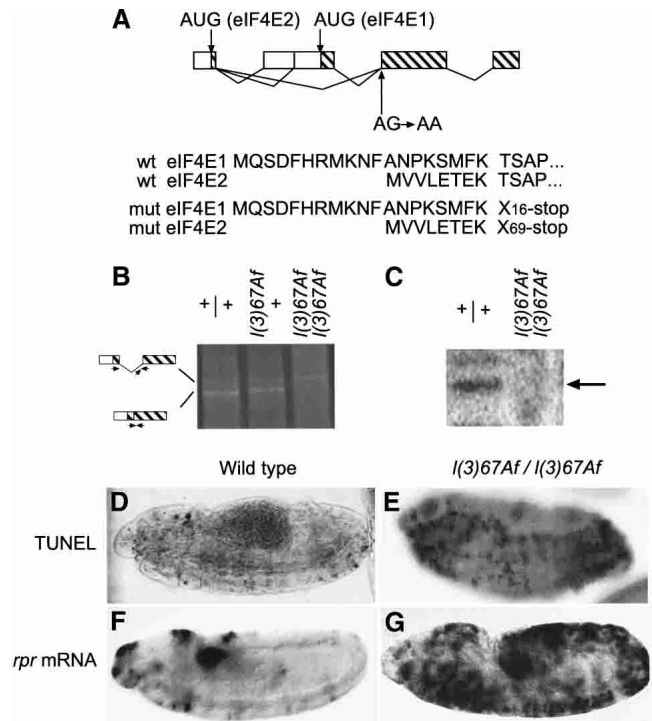 A
AUG (eIF4E2) AUG (eIF4E1)
AG→AA
wt eIF4E1 MQSDFHRMKNFANPKSMFK TSAP...
wt eIF4E2 MVVLETEK TSAP...
mut eIF4E1 MQSDFHRMKNFANPKSMFK X16-stop
mut eIF4E2 MVVLETEK X69-stop
B
+|+
l(3)67Af +
l(3)67Af
l(3)67Af
C
+|+
l(3)67Af
l(3)67Af
Wild type
l(3)67Af / l(3)67Af
TUNEL
D
E
rpr mRNA
F
G